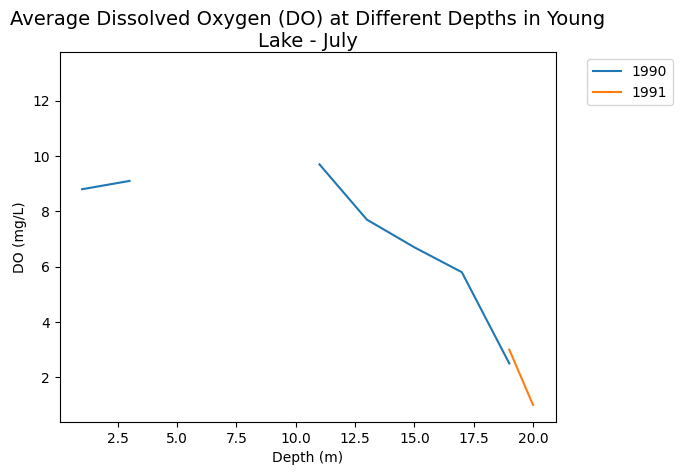 Average Dissolved Oxygen (DO) at Different Depths in Young
Lake - July
1990
1991
12
10
8
6
4
2
DO (mg/L)
2.5 5.0 7.5 10.0 12.5 15.0 17.5 20.0
Depth (m)